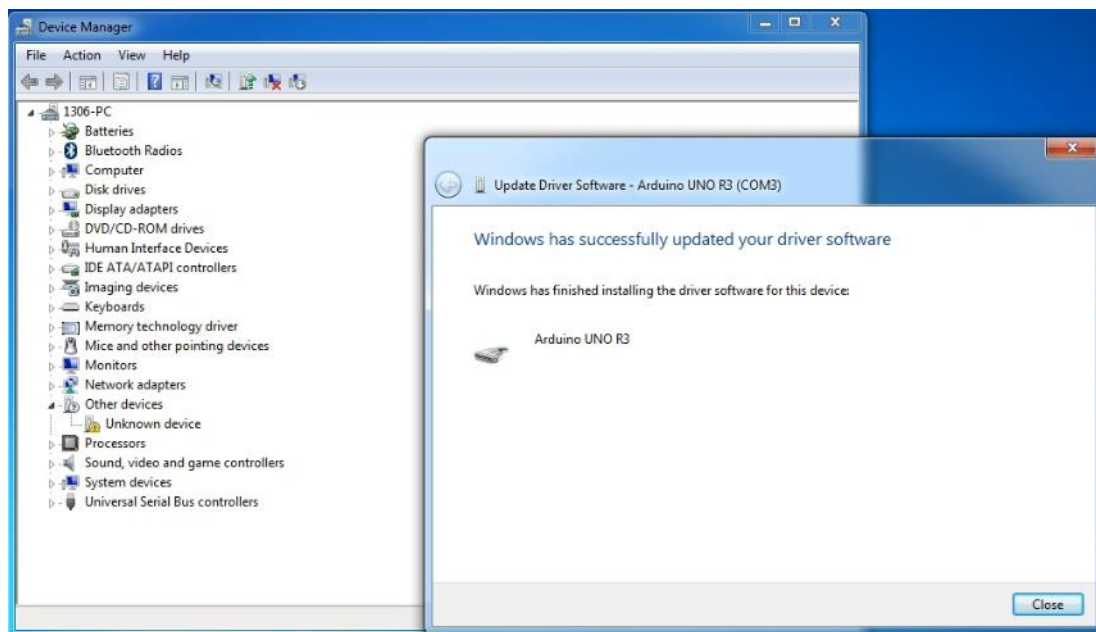 Device Manager
File Action View Help
1306-PC
Batteries
Bluetooth Radios
Computer
Disk drives
Display adapters
DVD/CD-ROM drives
Human Interface Devices
IDE ATA/ATAPI controllers
Imaging devices
Keyboards
Memory technology driver
Mice and other pointing devices
Monitors
Network adapters
Other devices
Unknown device
Processors
Sound, video and game controllers
System devices
Universal Serial Bus controllers
Update Driver Software - Arduino UNO R3 (COM3)
Windows has successfully updated your driver software
Windows has finished installing the driver software for this device:
Arduino UNO R3
Close